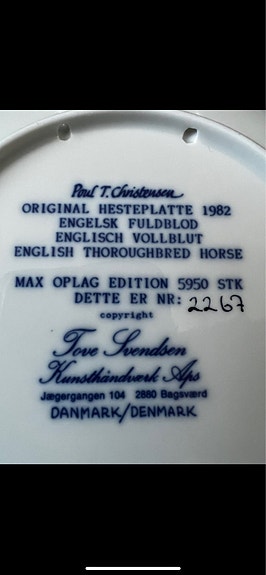 Poul T. Christensen
ORIGINAL HESTEPLATTE 1982
ENGELSK FULDBLOD
ENGLISCH VOLLBLUT
ENGLISH THOROUGHBRED HORSE
MAX OPLAG EDITION 5950 STK
DETTE ER NR: 2267
copyright
Tove Svendsen
Kunsthåndværk Aps
Jægergangen 104 2880 Bagsværd
DANMARK/DENMARK